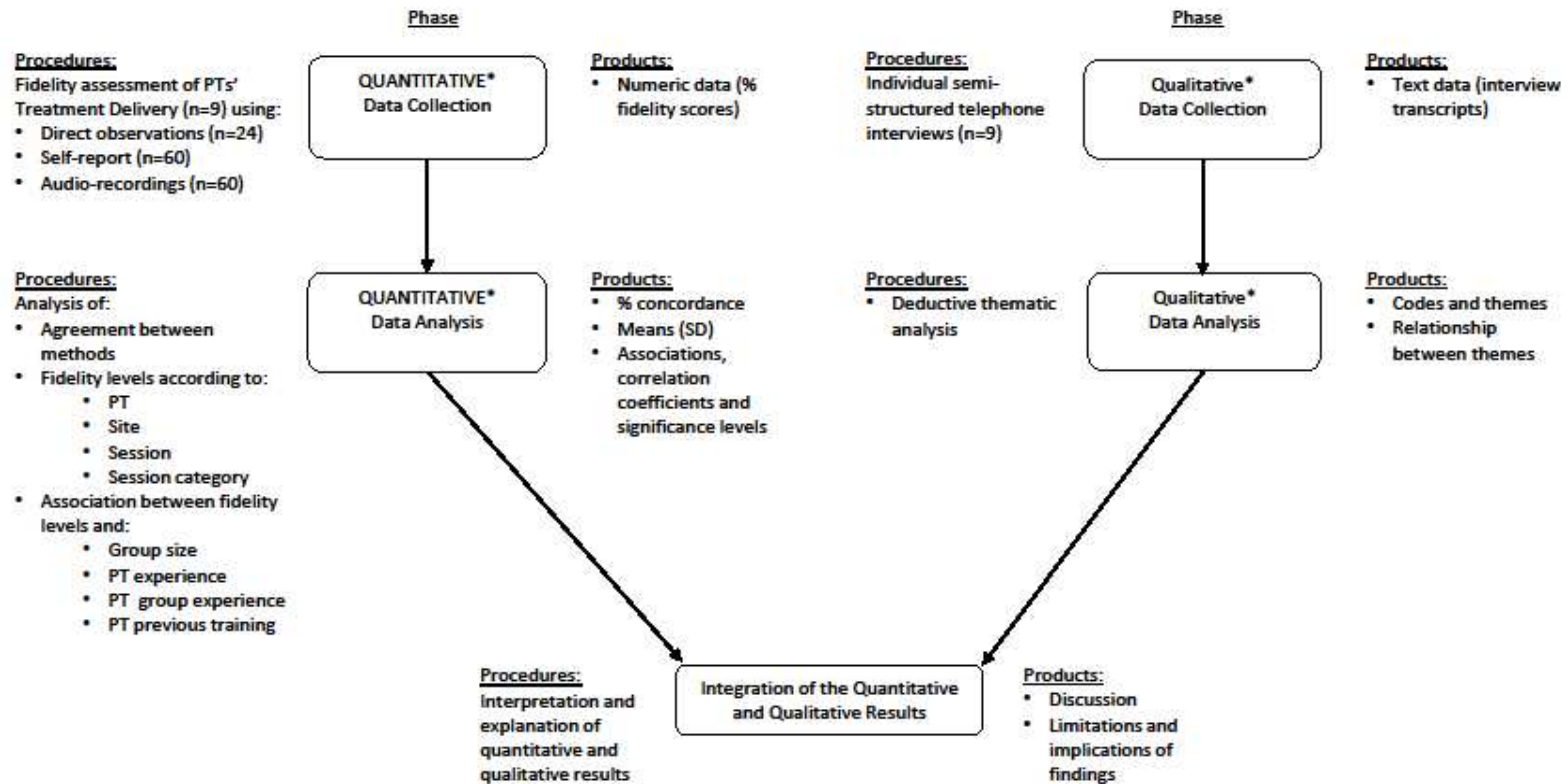 Phase
Procedures:
Fidelity assessment of PTs'
Treatment Delivery (n=9) using:
• Direct observations (n=24)
• Self-report (n=60)
• Audio-recordings (n=60)
QUANTITATIVE*
Data Collection
Products:
• Numeric data (%
fidelity scores)
Procedures:
Analysis of:
• Agreement between
methods
• Fidelity levels according to:
• PT
• Site
• Session
• Session category
• Association between fidelity
levels and:
• Group size
• PT experience
• PT group experience
• PT previous training
QUANTITATIVE*
Data Analysis
Products:
• % concordance
• Means (SD)
• Associations,
correlation
coefficients and
significance levels
Phase
Procedures:
Individual semi-
structured telephone
interviews (n=9)
Qualitative*
Data Collection
Products:
• Text data (interview
transcripts)
Procedures:
• Deductive thematic
analysis
Qualitative*
Data Analysis
Products:
• Codes and themes
• Relationship
between themes
Procedures:
Interpretation and
explanation of
quantitative and
qualitative results
Integration of the Quantitative
and Qualitative Results
Products:
• Discussion
• Limitations and
implications of
findings